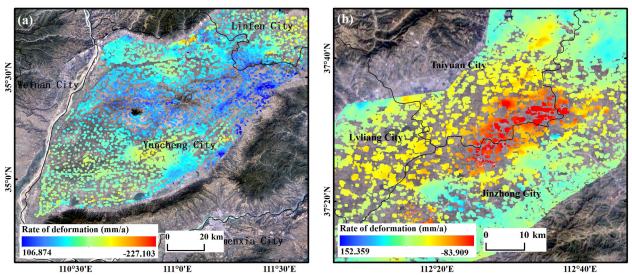 (a)
Linfen City
Weinan City
Yuncheng City
Rate of deformation (mm/a)
106.874 -227.103
0 20 km
menxia City
35°30'N
35°0'N
110°30'E 111°0'E 111°30'E
(b)
Taiyuan City
Lvliang City
Jinzhong City
Rate of deformation (mm/a)
152.359 -83.909
0 10 km
37°40'N
37°20'N
112°20'E 112°40'E